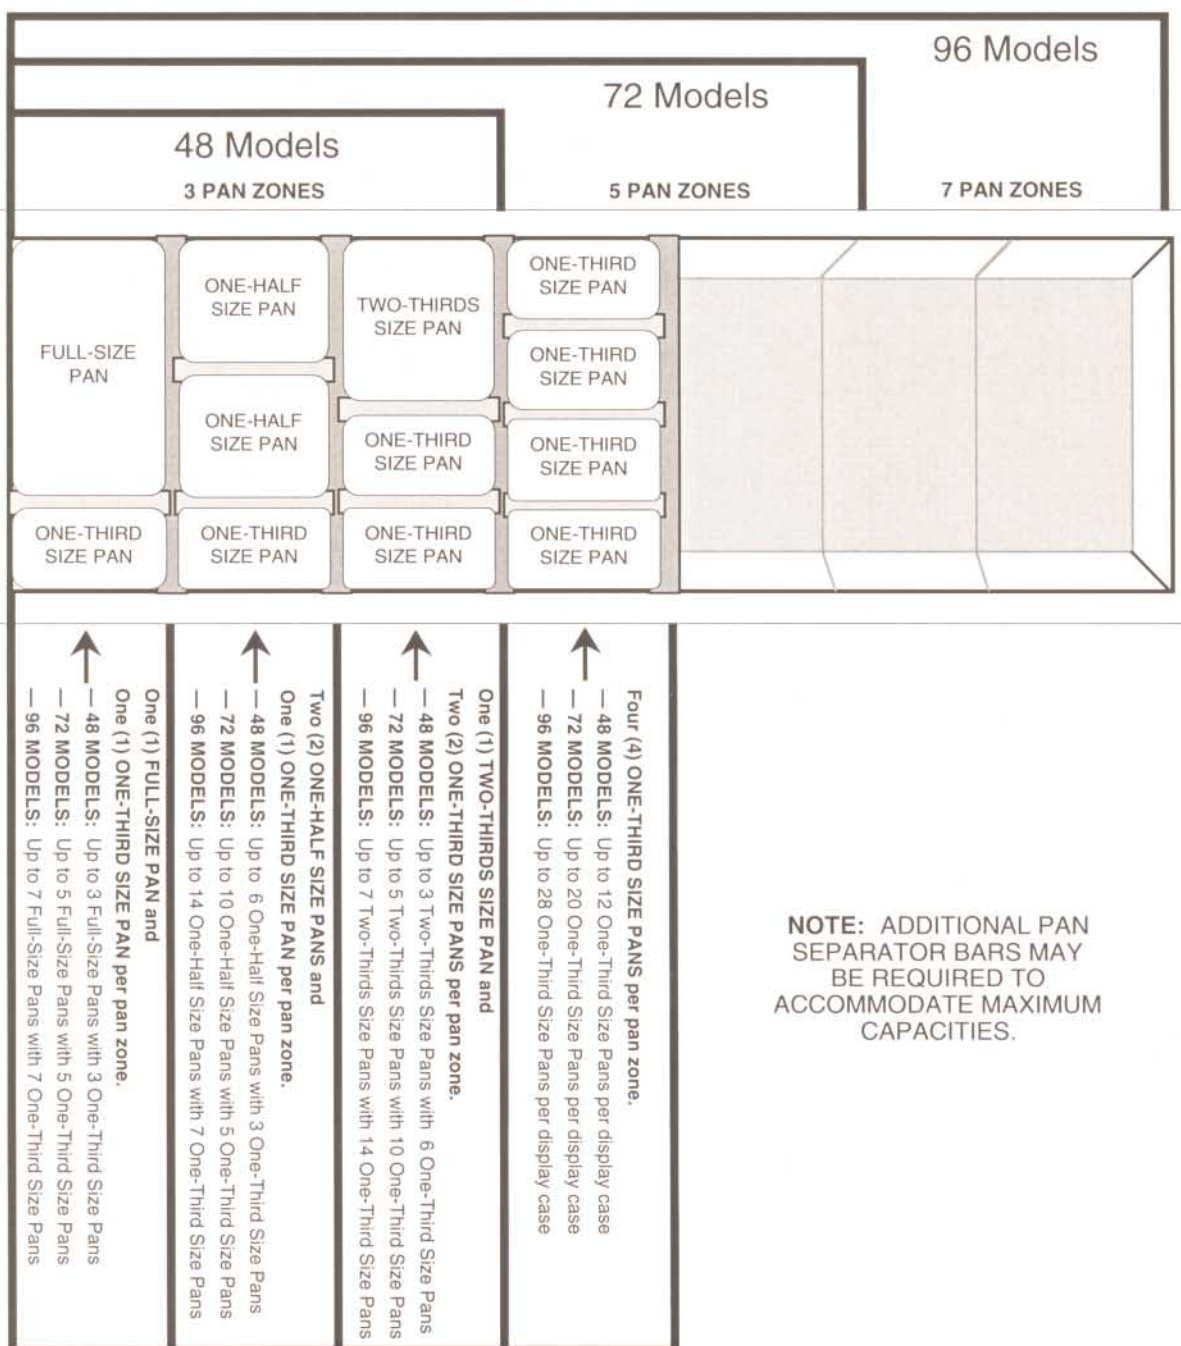 96 Models
72 Models
48 Models
3 PAN ZONES
5 PAN ZONES
7 PAN ZONES
FULL-SIZE
PAN
ONE-THIRD
SIZE PAN
ONE-HALF
SIZE PAN
ONE-HALF
SIZE PAN
ONE-THIRD
SIZE PAN
TWO-THIRDS
SIZE PAN
ONE-THIRD
SIZE PAN
ONE-THIRD
SIZE PAN
ONE-THIRD
SIZE PAN
ONE-THIRD
SIZE PAN
ONE-THIRD
SIZE PAN
ONE-THIRD
SIZE PAN
One (1) FULL-SIZE PAN and
One (1) ONE-THIRD SIZE PAN per pan zone.
— 48 MODELS: Up to 3 Full-Size Pans with 3 One-Third Size Pans
— 72 MODELS: Up to 5 Full-Size Pans with 5 One-Third Size Pans
— 96 MODELS: Up to 7 Full-Size Pans with 7 One-Third Size Pans
Two (2) ONE-HALF SIZE PANS and
One (1) ONE-THIRD SIZE PAN per pan zone.
— 48 MODELS: Up to 6 One-Half Size Pans with 3 One-Third Size Pans
— 72 MODELS: Up to 10 One-Half Size Pans with 5 One-Third Size Pans
— 96 MODELS: Up to 14 One-Half Size Pans with 7 One-Third Size Pans
One (1) TWO-THIRDS SIZE PAN and
Two (2) ONE-THIRD SIZE PANS per pan zone.
— 48 MODELS: Up to 3 Two-Thirds Size Pans with 6 One-Third Size Pans
— 72 MODELS: Up to 5 Two-Thirds Size Pans with 10 One-Third Size Pans
— 96 MODELS: Up to 7 Two-Thirds Size Pans with 14 One-Third Size Pans
Four (4) ONE-THIRD SIZE PANS per pan zone.
— 48 MODELS: Up to 12 One-Third Size Pans per display case
— 72 MODELS: Up to 20 One-Third Size Pans per display case
— 96 MODELS: Up to 28 One-Third Size Pans per display case
NOTE: ADDITIONAL PAN
SEPARATOR BARS MAY
BE REQUIRED TO
ACCOMMODATE MAXIMUM
CAPACITIES.